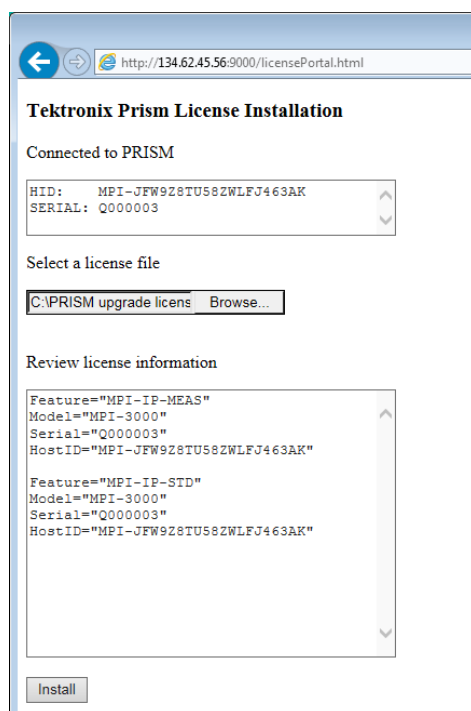 http://134.62.45.56:9000/licensePortal.html
Tektronix Prism License Installation
Connected to PRISM
HID:    MPI-JFW9Z8TU58ZWLFJ463AK
SERIAL: Q000003
Select a license file
C:\PRISM upgrade licens Browse...
Review license information
Feature="MPI-IP-MEAS"
Model="MPI-3000"
Serial="Q000003"
HostID="MPI-JFW9Z8TU58ZWLFJ463AK"
Feature="MPI-IP-STD"
Model="MPI-3000"
Serial="Q000003"
HostID="MPI-JFW9Z8TU58ZWLFJ463AK"
Install